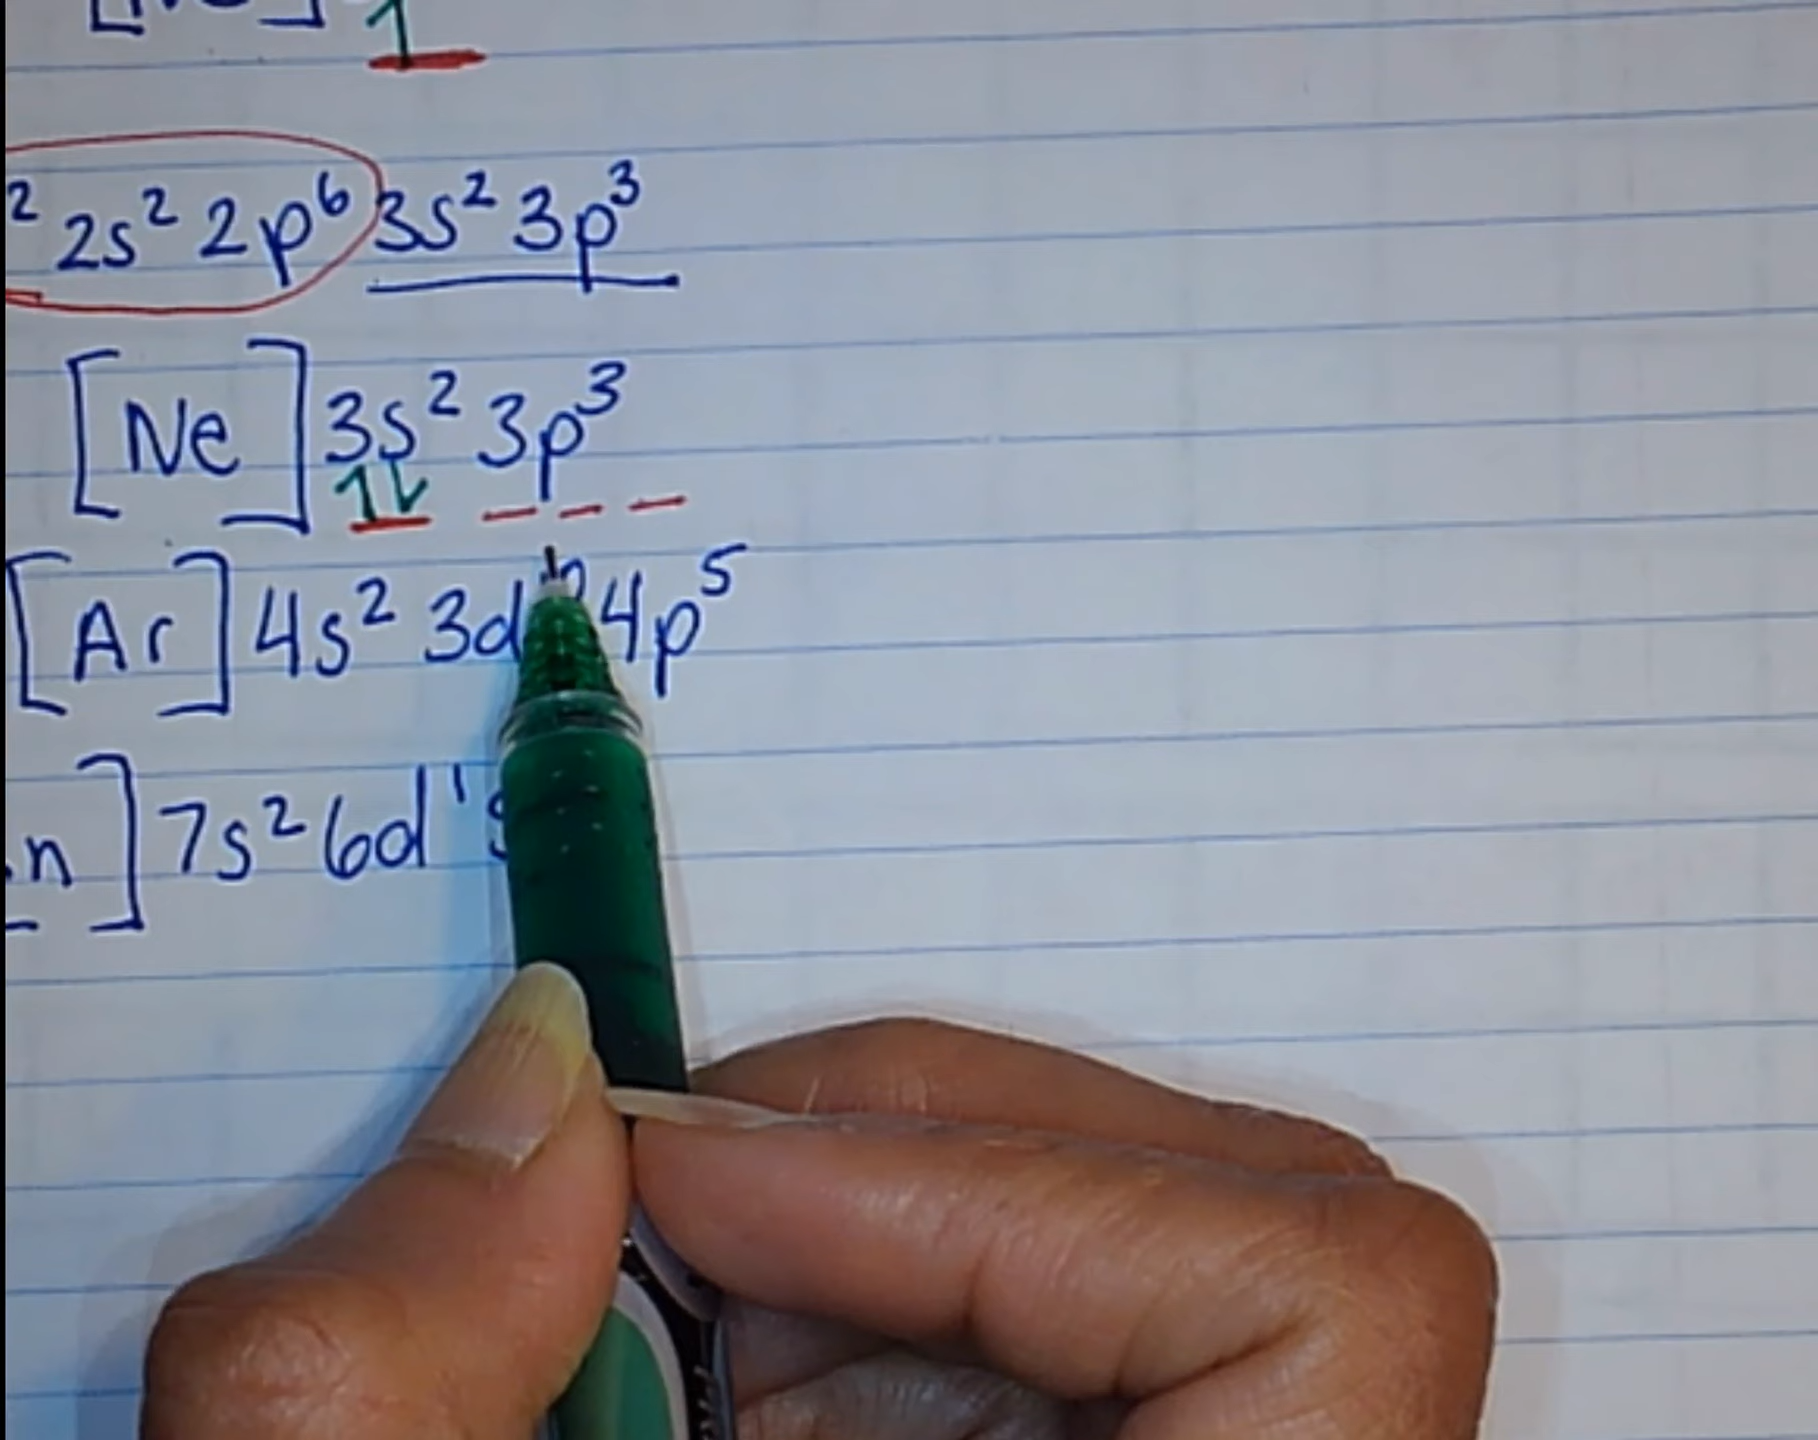 ² 2s² 2p⁶ 3s² 3p³
[Ne] 3s² 3p³
[Ar] 4s² 3d 4p⁵
n] 7s² 6d¹